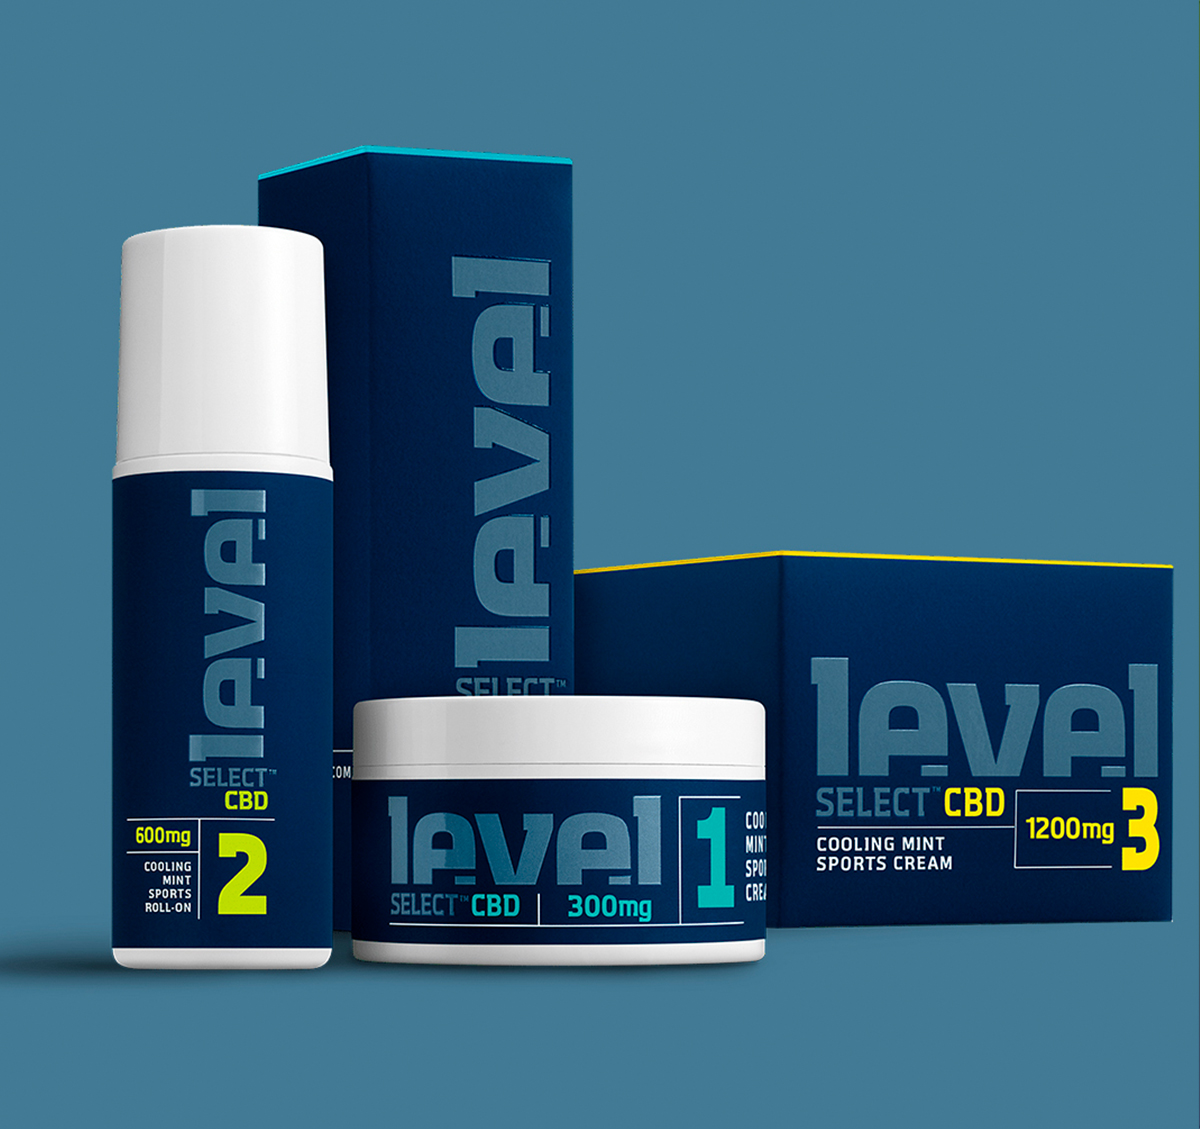 level
SELECT™
COM
level
SELECT™
CBD
600mg
2
COOLING
MINT
SPORTS
ROLL-ON
level
SELECT™ CBD
300mg
1
level
SELECT™ CBD
1200mg
3
COOLING MINT
SPORTS CREAM